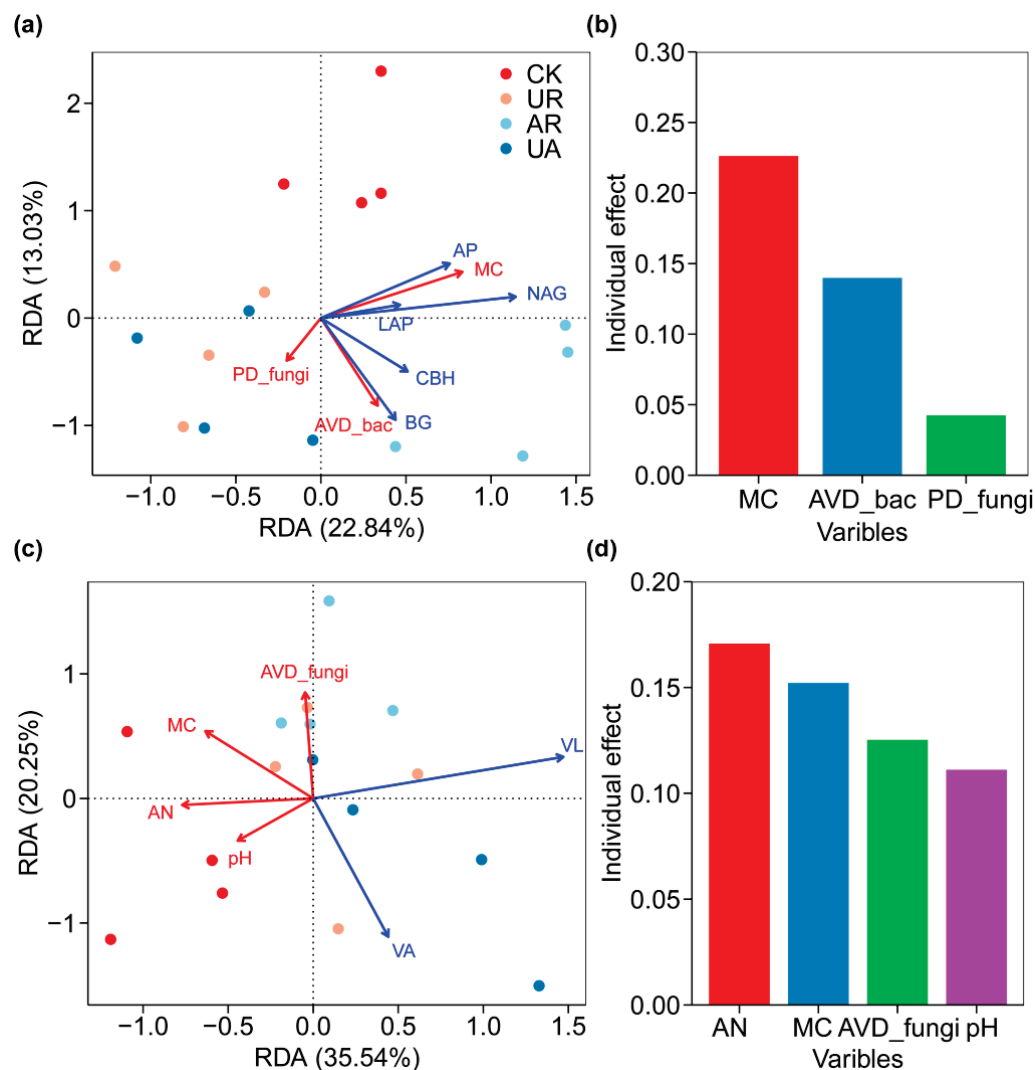 (a)
2
1
0
−1
RDA (13.03%)
CK
UR
AR
UA
AP
MC
NAG
LAP
CBH
BG
PD_fungi
AVD_bac
−1.0 −0.5 0.0 0.5 1.0 1.5
RDA (22.84%)
(b)
0.30
0.25
0.20
0.15
0.10
0.05
0.00
Individual effect
MC AVD_bac PD_fungi
Varibles
(c)
1
0
−1
RDA (20.25%)
AVD_fungi
MC
VL
AN
pH
VA
−1.0 −0.5 0.0 0.5 1.0 1.5
RDA (35.54%)
(d)
0.20
0.15
0.10
0.05
0.00
Individual effect
AN MC AVD_fungi pH
Varibles